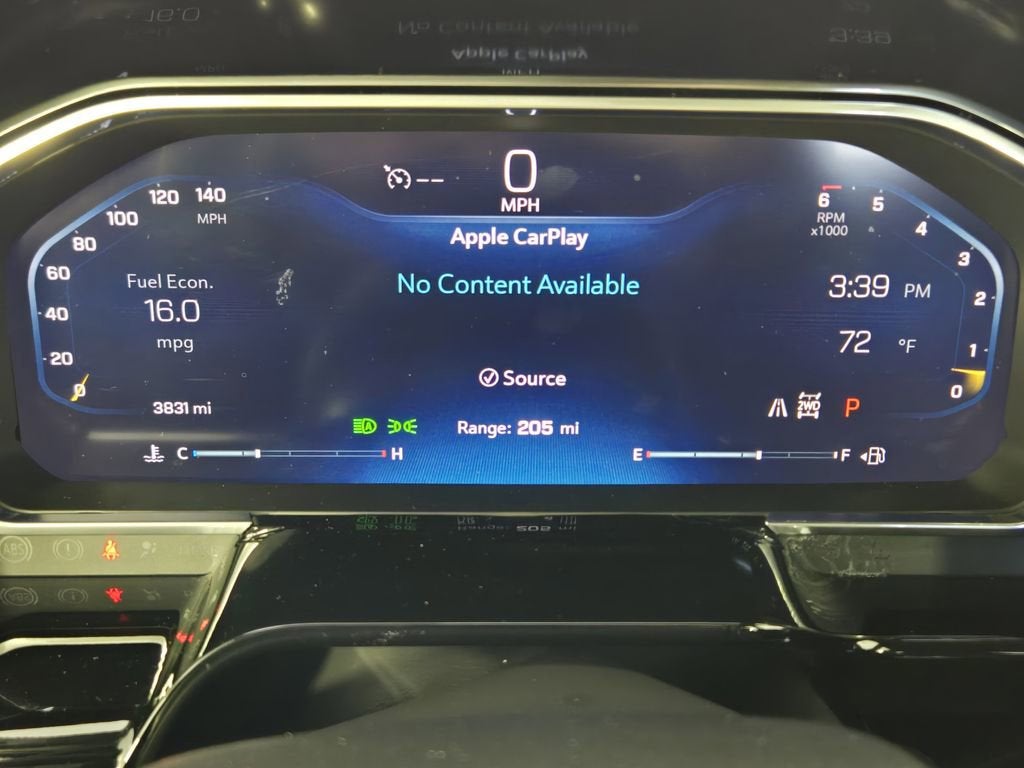 0
MPH
--
Apple CarPlay
No Content Available
Source
Range: 205 mi
140
120
100
80
60
40
20
0
MPH
Fuel Econ.
16.0
mpg
3831 mi
C H
6
5
4
3
2
1
0
RPM
x1000
3:39 PM
72 °F
2WD
P
E F
A
ABS